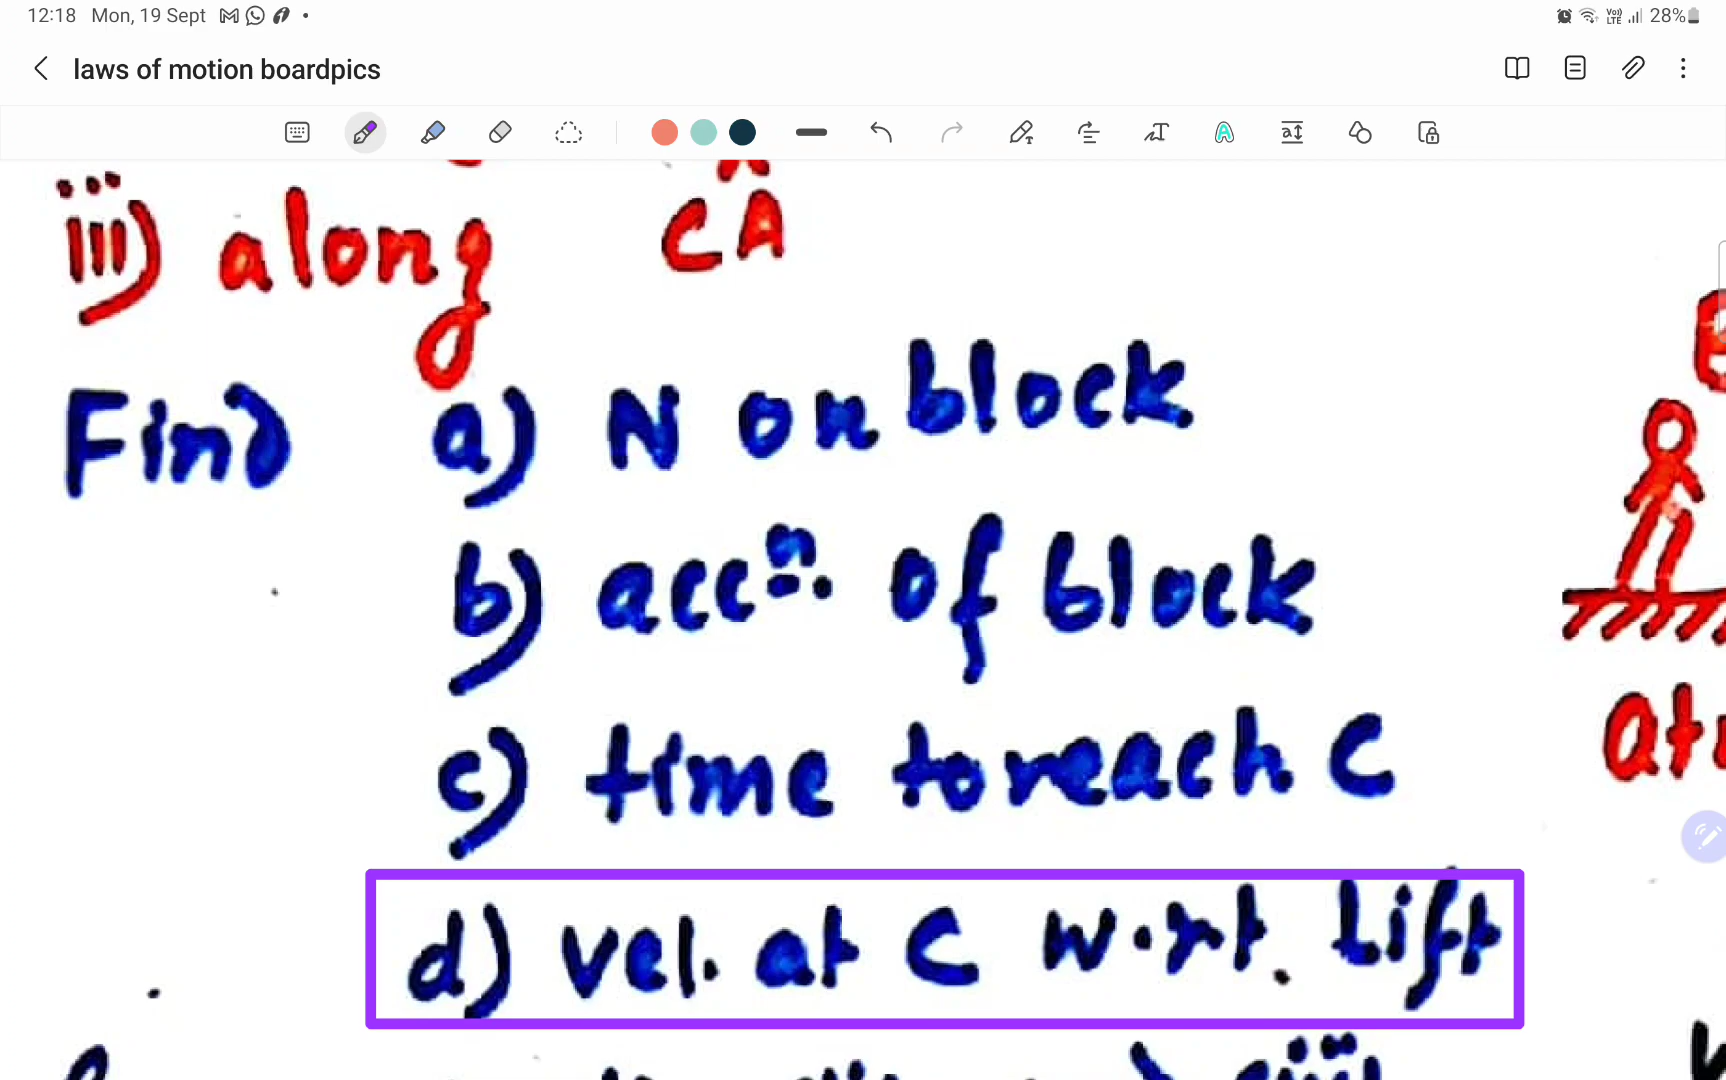 12:18 Mon, 19 Sept 28%
laws of motion boardpics
iii) along CA
Find a) N on block
b) accn. of block
c) time to reach C
d) vel. at C w.r.t. Lift